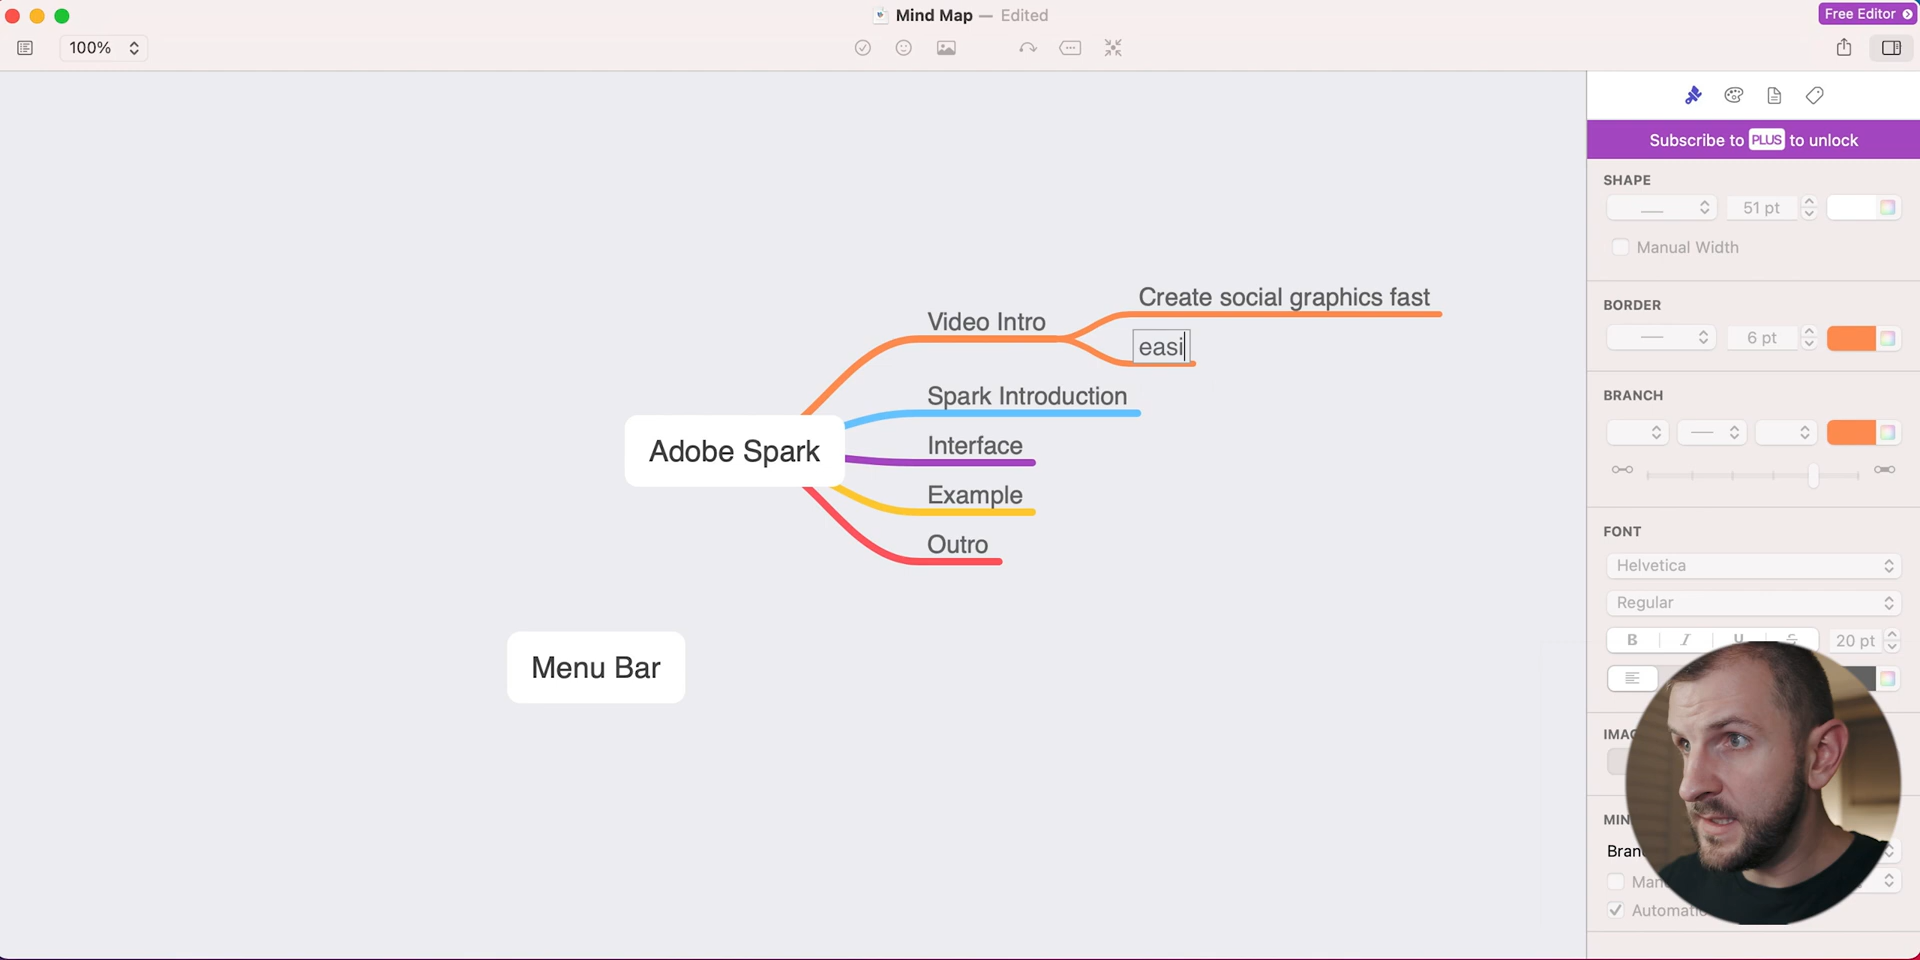 Mind Map — Edited
Free Editor
100%
Subscribe to PLUS to unlock
SHAPE
51 pt
Manual Width
BORDER
6 pt
BRANCH
FONT
Helvetica
Regular
B I U S 20 pt
Create social graphics fast
Video Intro
easi
Spark Introduction
Interface
Adobe Spark
Example
Outro
Menu Bar